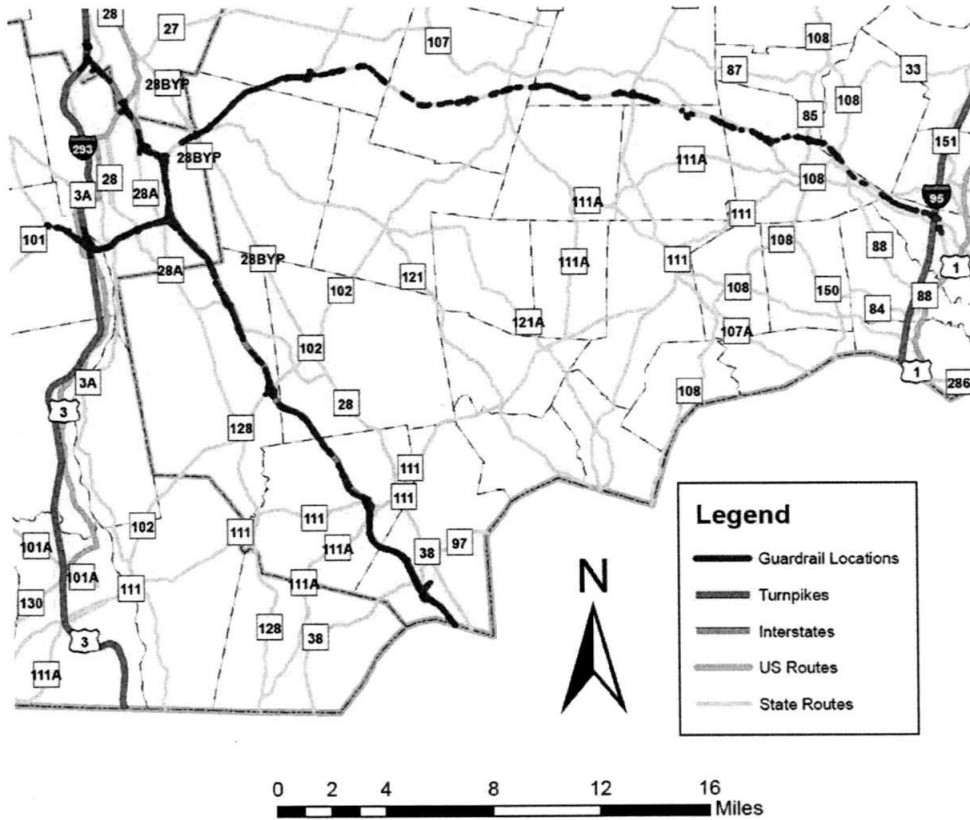 28
27
107
108
28BYP
87
33
85
108
293
28
28A
28BYP
151
3A
111A
108
95
111A
111
101
28A
28BYP
102
121
111A
111
108
88
1
108
150
88
84
121A
107A
102
1
3A
3
28
108
286
128
111
111
102
111
111
111A
38
97
101A
101A
111
111A
130
128
38
3
111A
Legend
Guardrail Locations
Turnpikes
Interstates
US Routes
State Routes
N
0 2 4 8 12 16
Miles